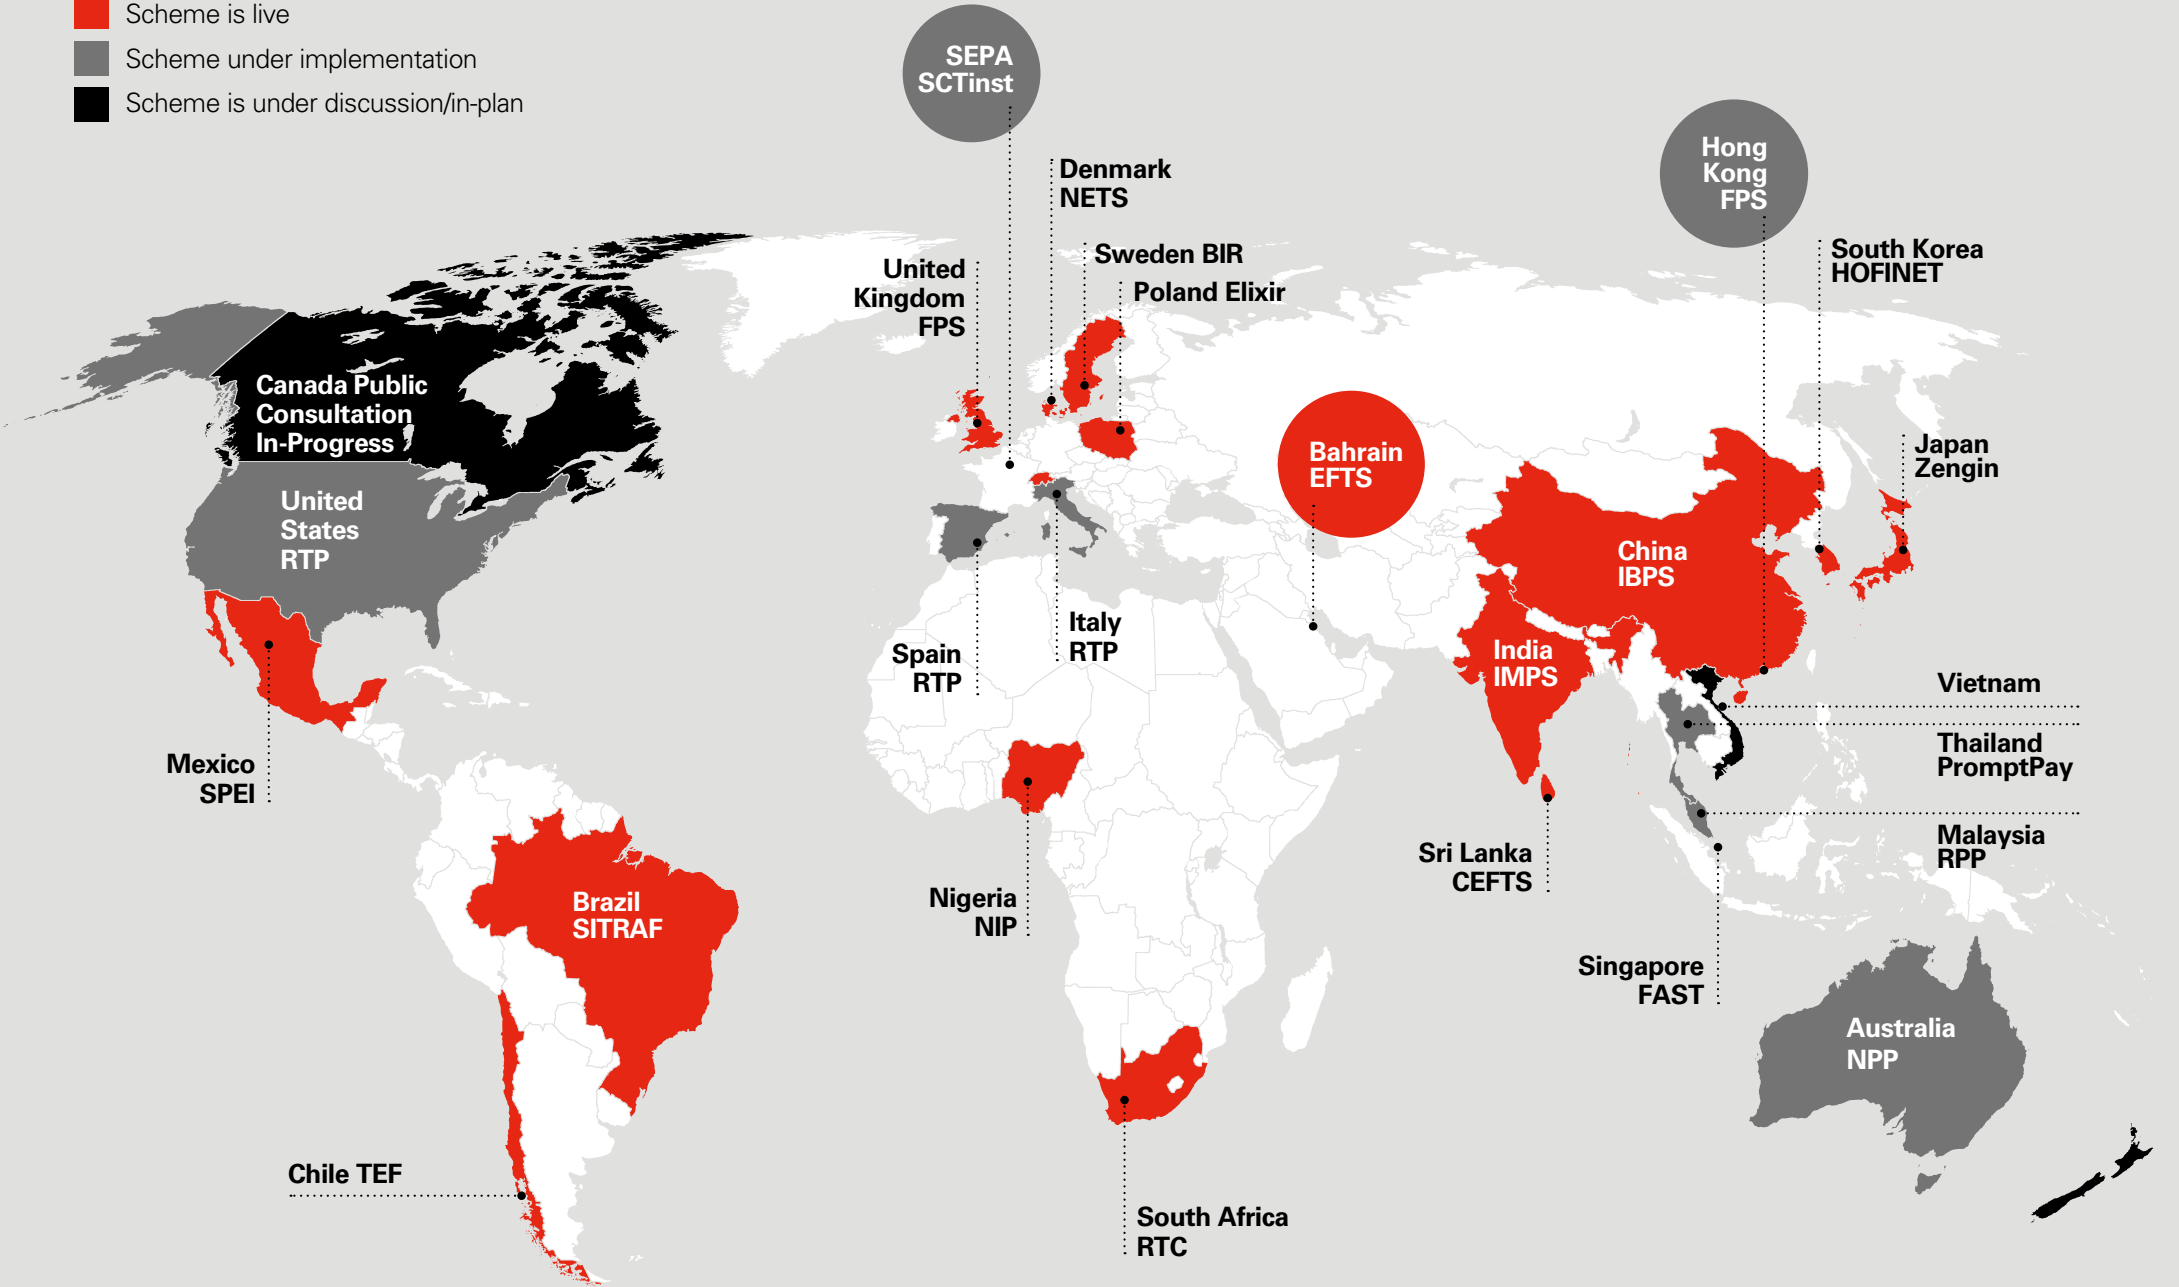 Scheme is live
Scheme under implementation
Scheme is under discussion/in-plan
SEPA
SCTinst
Hong
Kong
FPS
Denmark
NETS
Sweden BIR
South Korea
HOFINET
United
Kingdom
FPS
Poland Elixir
Canada Public
Consultation
In-Progress
Bahrain
EFTS
Japan
Zengin
United
States
RTP
China
IBPS
Italy
RTP
Spain
RTP
India
IMPS
Vietnam
Thailand
PromptPay
Mexico
SPEI
Malaysia
RPP
Sri Lanka
CEFTS
Brazil
SITRAF
Nigeria
NIP
Singapore
FAST
Australia
NPP
Chile TEF
South Africa
RTC